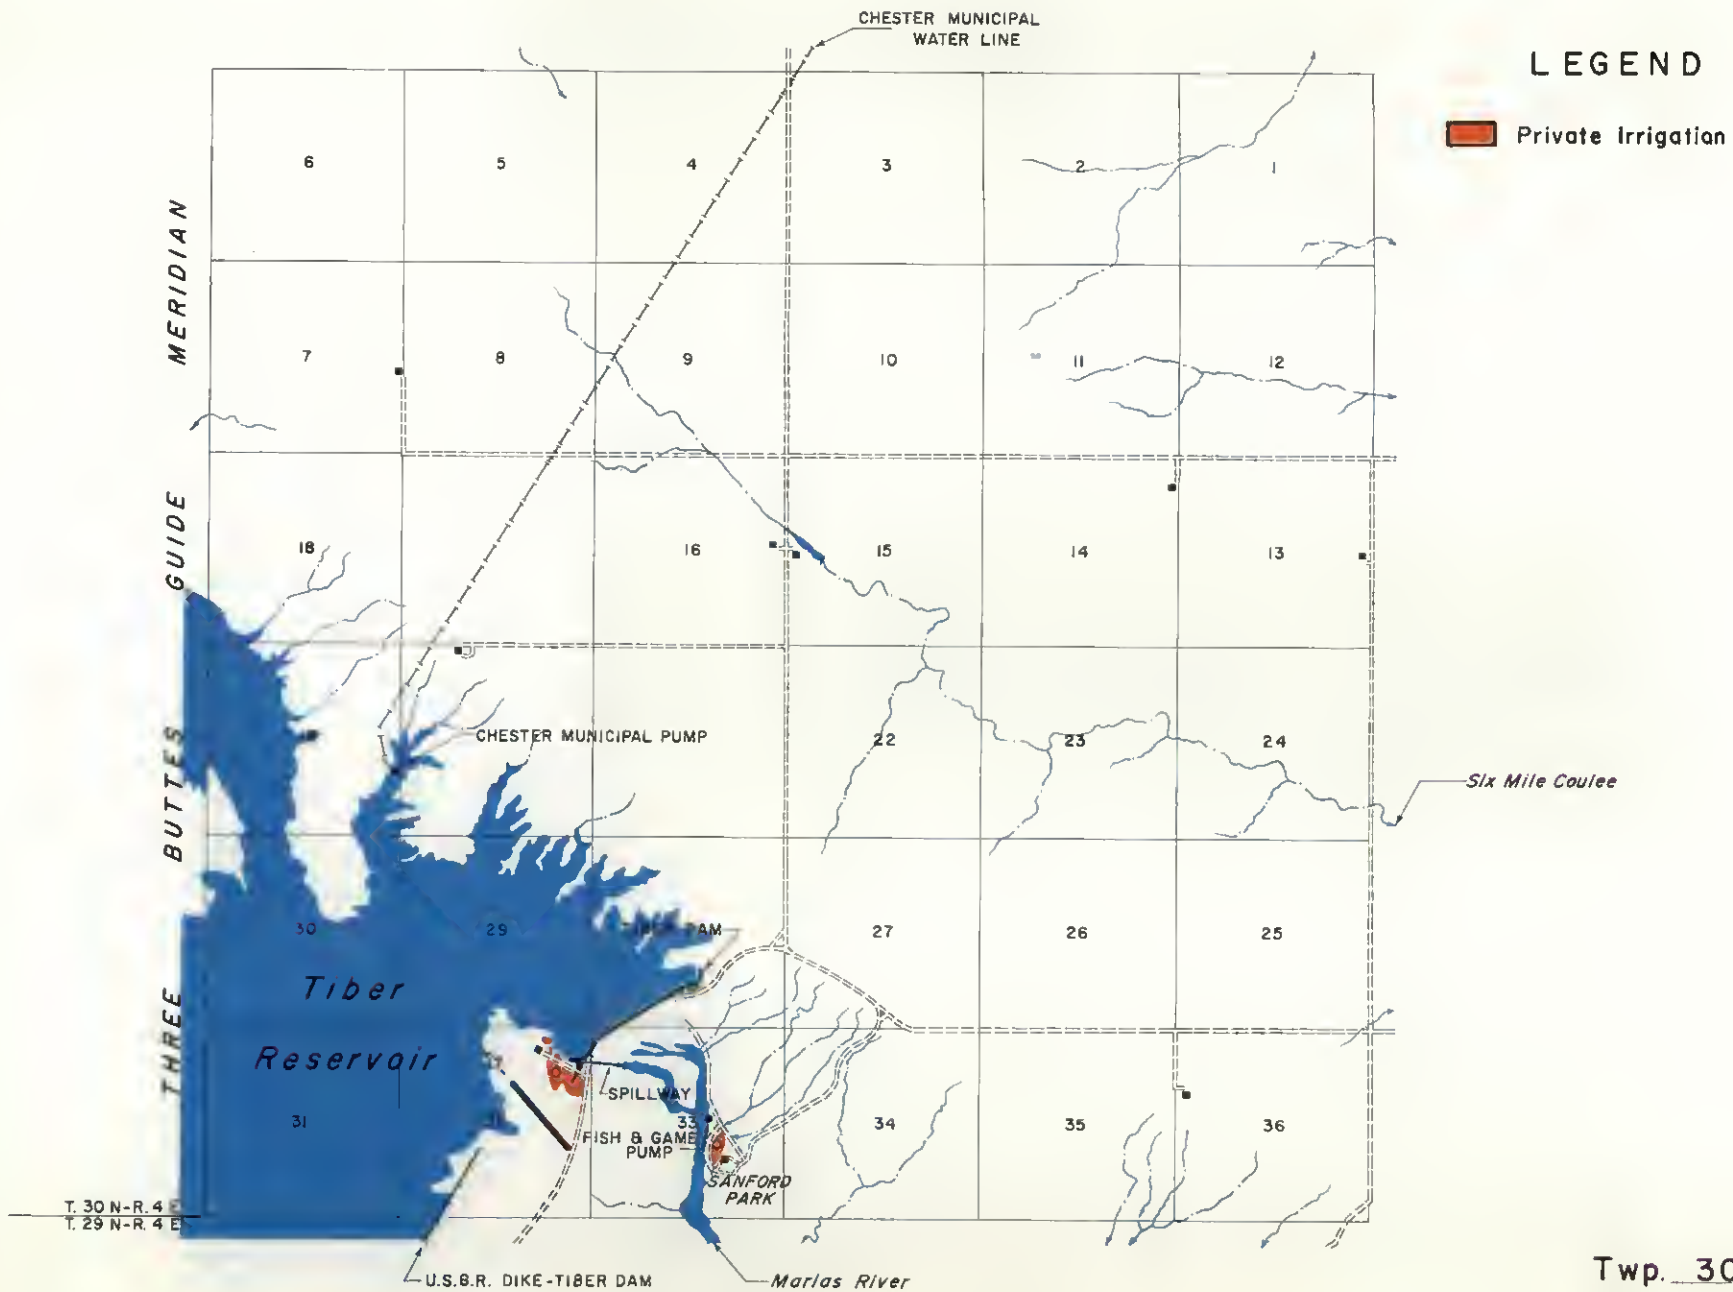 CHESTER MUNICIPAL
WATER LINE
LEGEND
Private Irrigation
6 5 4 3 2 1
7 8 9 10 11 12
18 16 15 14 13
22 23 24
30 29 27 26 25
31 33 34 35 36
THREE BUTTES GUIDE MERIDIAN
CHESTER MUNICIPAL PUMP
Six Mile Coulee
DAM
Tiber
Reservoir
SPILLWAY
FISH & GAME
PUMP
SANFORD
PARK
T. 30 N-R. 4 E
T. 29 N-R. 4 E
U.S.B.R. DIKE-TIBER DAM
Marias River
Twp. 30